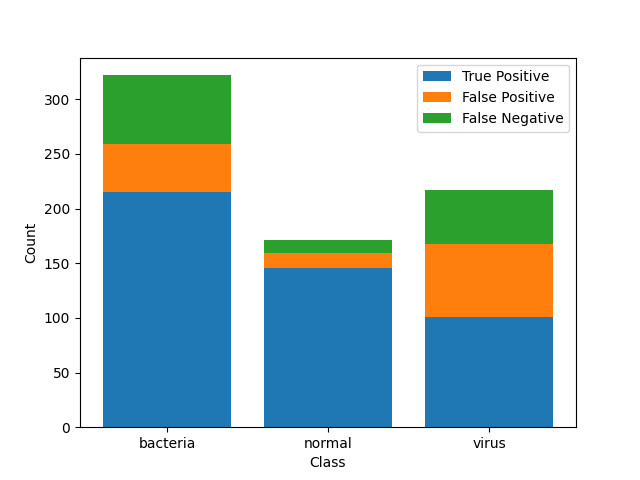 True Positive
False Positive
False Negative
300
250
200
150
100
50
0
Count
bacteria normal virus
Class